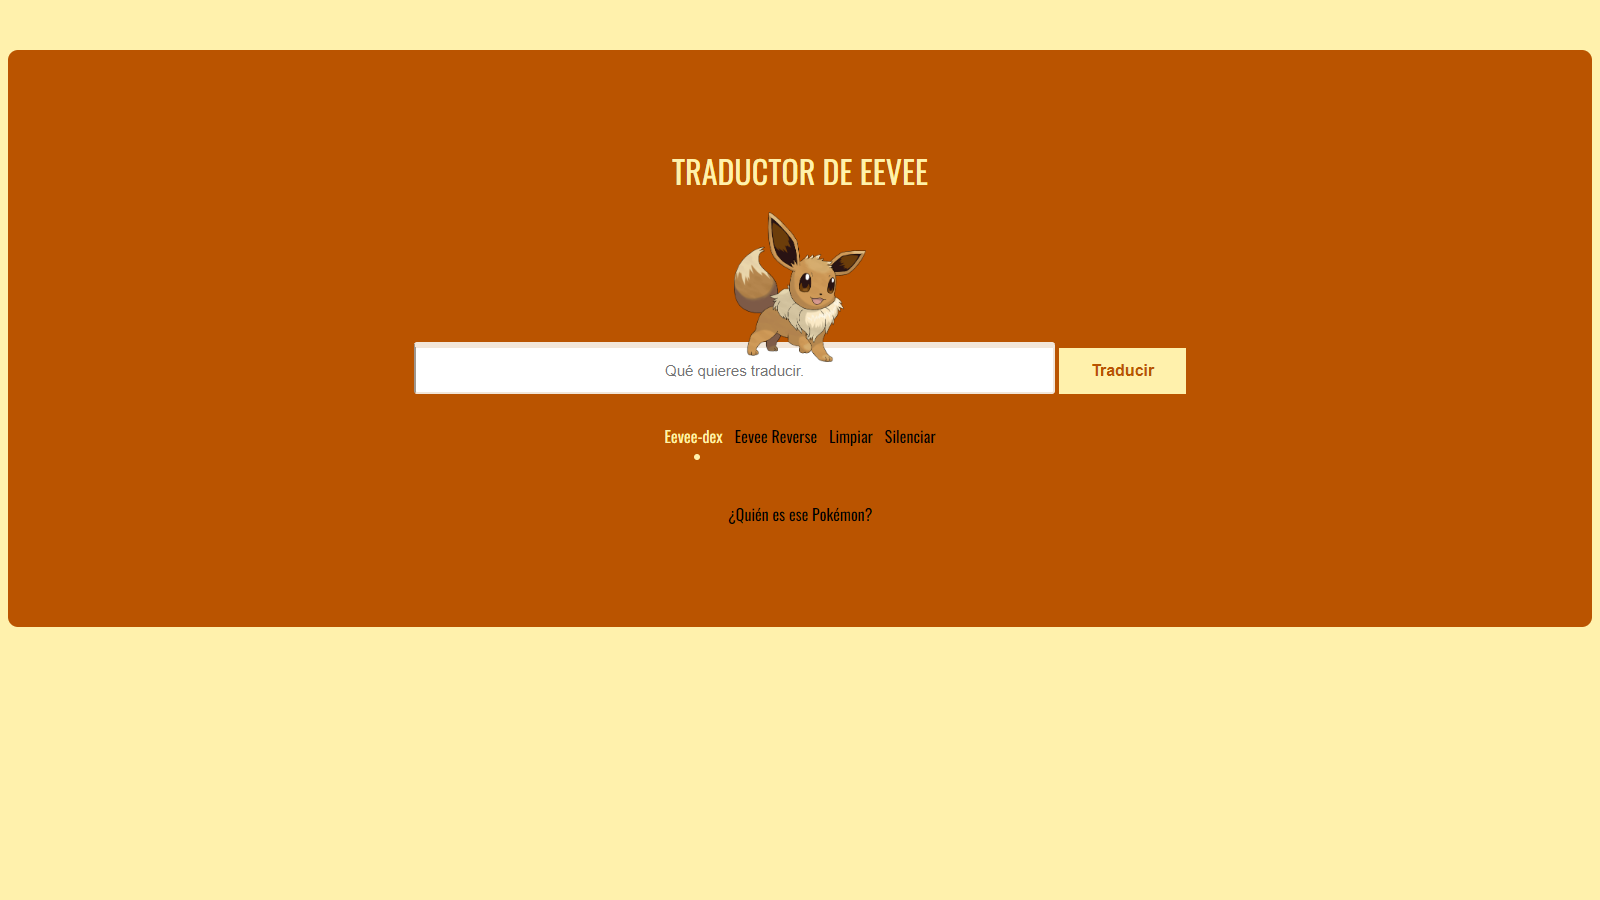 TRADUCTOR DE EEVEE
Qué quieres traducir.
Traducir
Eevee-dex Eevee Reverse Limpiar Silenciar
¿Quién es ese Pokémon?